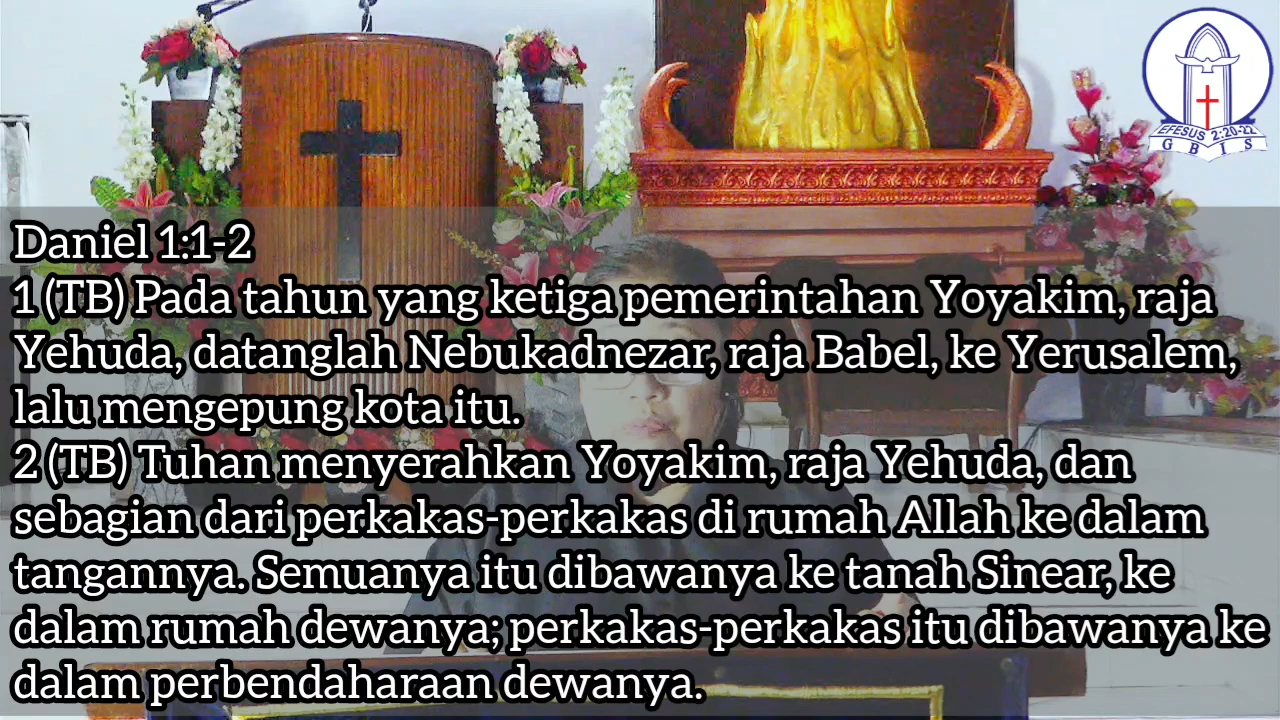 EFESUS 2:20-22
G B I S
Daniel 1:1-2
1 (TB) Pada tahun yang ketiga pemerintahan Yoyakim, raja
Yehuda, datanglah Nebukadnezar, raja Babel, ke Yerusalem,
lalu mengepung kota itu.
2 (TB) Tuhan menyerahkan Yoyakim, raja Yehuda, dan
sebagian dari perkakas-perkakas di rumah Allah ke dalam
tangannya. Semuanya itu dibawanya ke tanah Sinear, ke
dalam rumah dewanya; perkakas-perkakas itu dibawanya ke
dalam perbendaharaan dewanya.